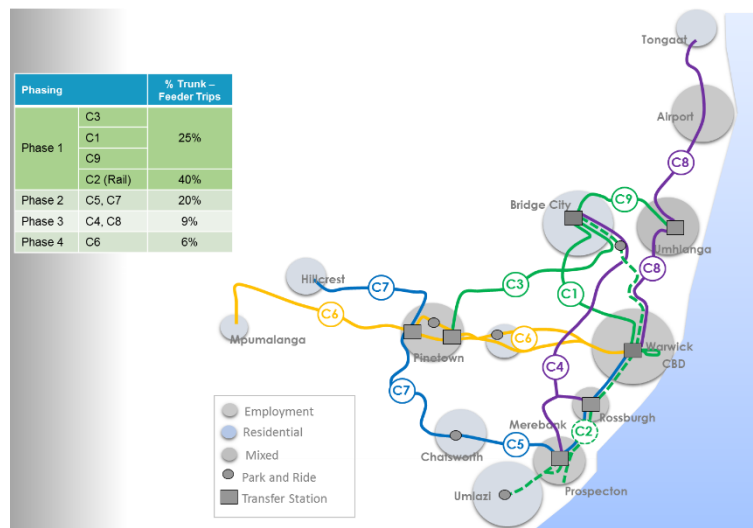 Phasing
% Trunk –
Feeder Trips
Phase 1
C3
C1
C9
25%
C2 (Rail)
40%
Phase 2
C5, C7
20%
Phase 3
C4, C8
9%
Phase 4
C6
6%
Tongaat
Airport
C8
Bridge City
C9
Umhlanga
C8
Hillcrest
C7
C3
C1
C6
Mpumalanga
Pinetown
C6
Warwick
CBD
C4
C7
Rossburgh
Merebank
C2
C5
Chatsworth
Prospecton
Umlazi
Employment
Residential
Mixed
Park and Ride
Transfer Station